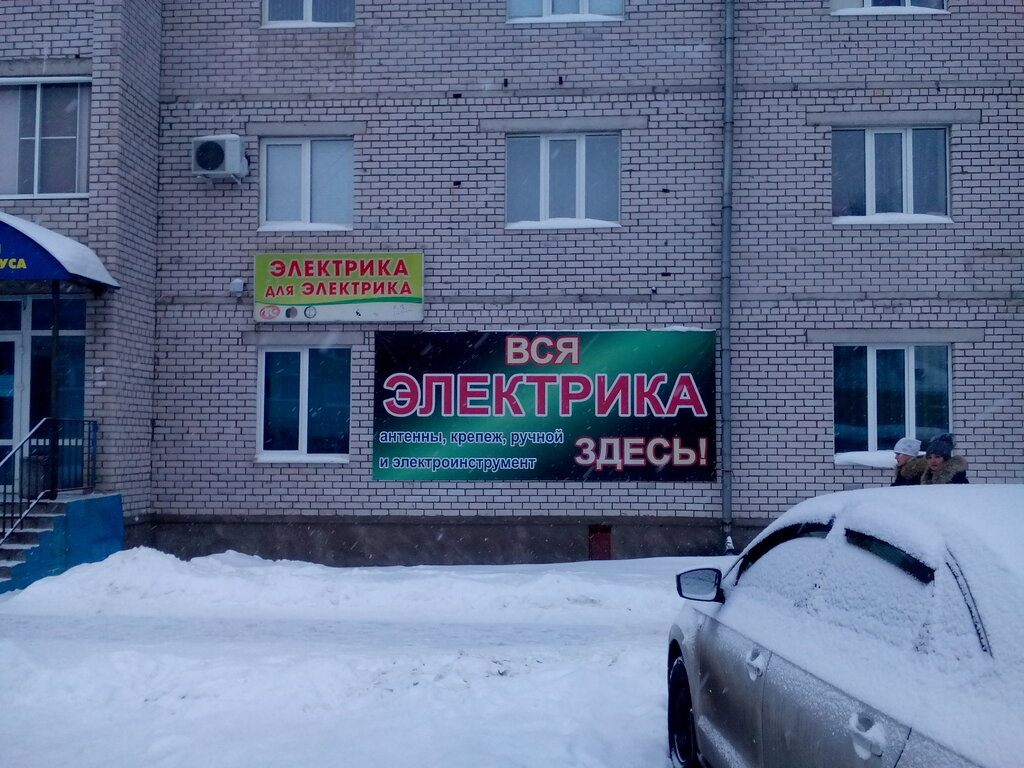 УСА
ЭЛЕКТРИКА
для ЭЛЕКТРИКА
ВСЯ
ЭЛЕКТРИКА
антенны, крепеж, ручной
и электроинструмент
ЗДЕСЬ!